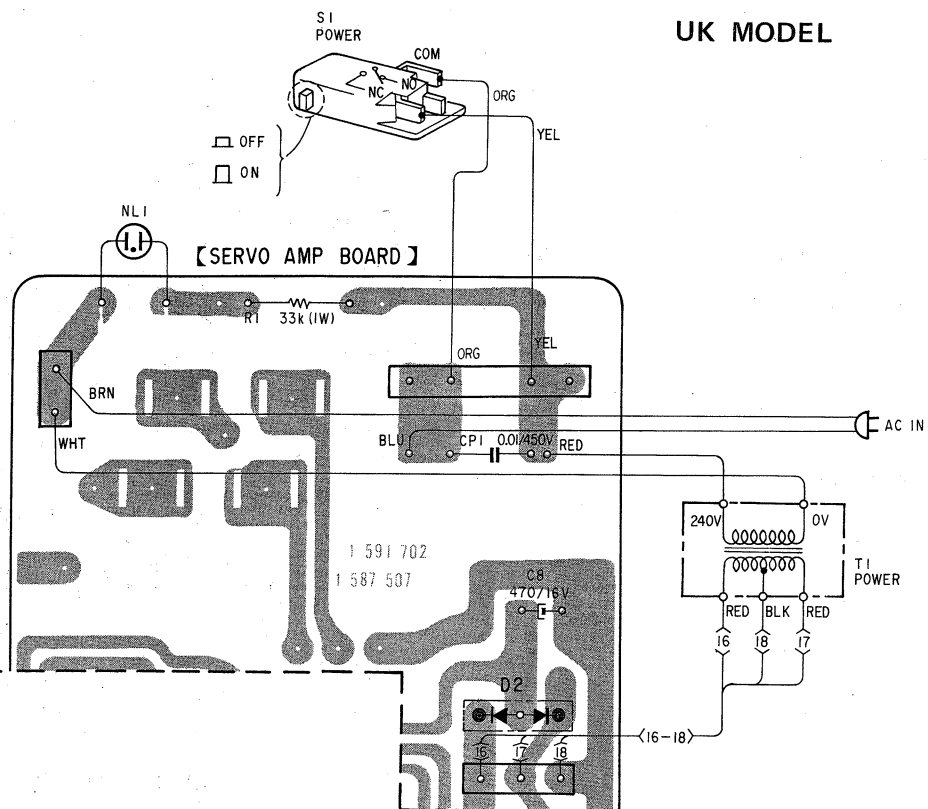 UK MODEL
S1
POWER
COM
NO
NC
ORG
YEL
OFF
ON
NL1
【SERVO AMP BOARD】
R1 33k (1W)
YEL
ORG
BRN
WHT
BLU CP1 0.01/450V RED
AC IN
240V 0V
T1
POWER
1 591 702
1 587 507
C8
470/16V
RED BLK RED
16 18 17
D2
16 17 18
16-18